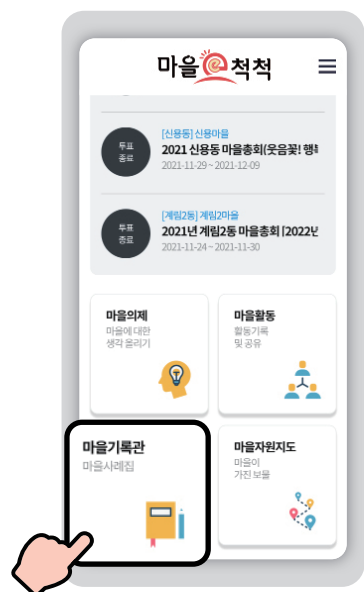 마을e척척
[신용동] 신용마을
투표
종료
2021 신용동 마을총회(웃음꽃! 행
2021-11-29 ~ 2021-12-09
[계림2동] 계림2마을
투표
종료
2021년 계림2동 마을총회 [2022
2021-11-24 ~ 2021-11-30
마을의제
마을에 대한
생각 올리기
마을활동
활동기록
및 공유
마을기록관
마을사례집
마을자원지도
마을이
가진 보물